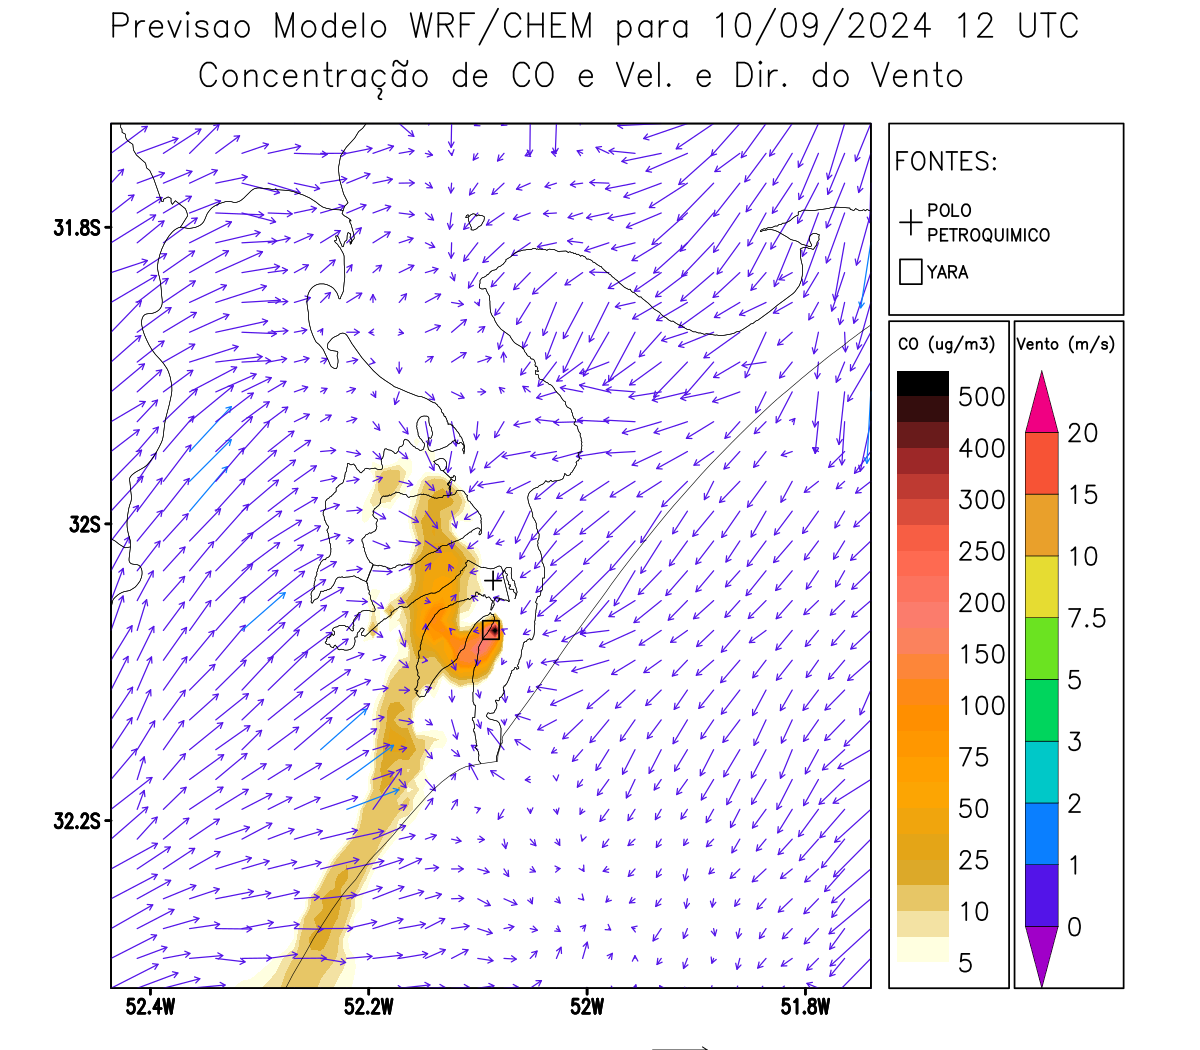 Previsao Modelo WRF/CHEM para 10/09/2024 12 UTC
Concentração de CO e Vel. e Dir. do Vento
FONTES:
POLO
PETROQUIMICO
YARA
CO (ug/m3)
500
400
300
250
200
150
100
75
50
25
10
5
Vento (m/s)
20
15
10
7.5
5
3
2
1
0
31.8S
32S
32.2S
52.4W
52.2W
52W
51.8W